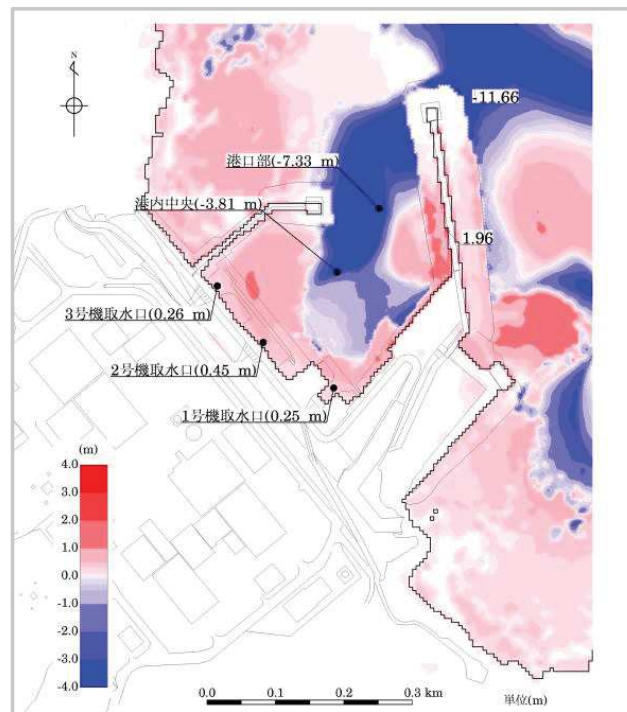 N
-11.66
港口部(-7.33 m)
港内中央(-3.81 m)
1.96
3号機取水口(0.26 m)
2号機取水口(0.45 m)
1号機取水口(0.25 m)
(m)
4.0
3.0
2.0
1.0
0.0
-1.0
-2.0
-3.0
-4.0
0.0 0.1 0.2 0.3 km
単位(m)